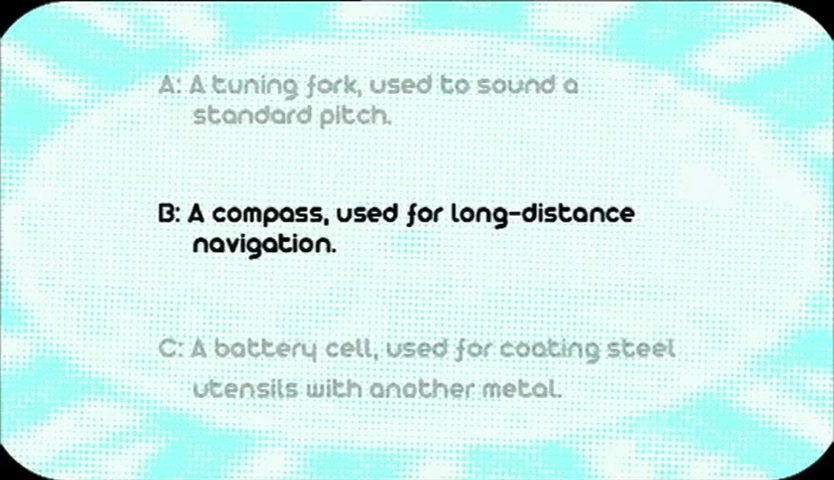 A: A tuning fork, used to sound a
standard pitch.
B: A compass, used for long-distance
navigation.
C: A battery cell, used for coating steel
utensils with another metal.